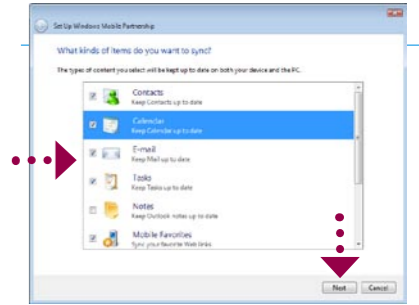 Set Up Windows Mobile Partnership
What kinds of items do you want to sync?
The types of content you select will be kept up to date on both your device and the PC.
Contacts
Keep Contacts up to date
Calendar
Keep Calendar up to date
E-mail
Keep Mail up to date
Tasks
Keep Tasks up to date
Notes
Keep Outlook notes up to date
Mobile Favorites
Sync your favorite Web links
Next
Cancel